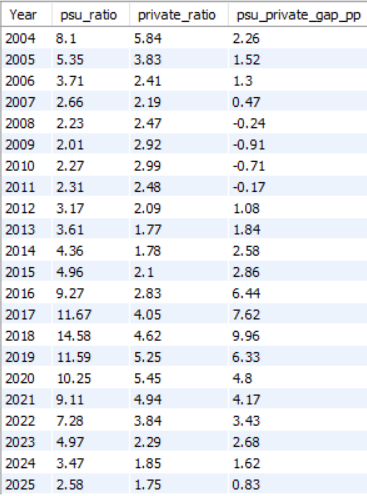 Year psu_ratio private_ratio psu_private_gap_pp
2004 8.1 5.84 2.26
2005 5.35 3.83 1.52
2006 3.71 2.41 1.3
2007 2.66 2.19 0.47
2008 2.23 2.47 -0.24
2009 2.01 2.92 -0.91
2010 2.27 2.99 -0.71
2011 2.31 2.48 -0.17
2012 3.17 2.09 1.08
2013 3.61 1.77 1.84
2014 4.36 1.78 2.58
2015 4.96 2.1 2.86
2016 9.27 2.83 6.44
2017 11.67 4.05 7.62
2018 14.58 4.62 9.96
2019 11.59 5.25 6.33
2020 10.25 5.45 4.8
2021 9.11 4.94 4.17
2022 7.28 3.84 3.43
2023 4.97 2.29 2.68
2024 3.47 1.85 1.62
2025 2.58 1.75 0.83